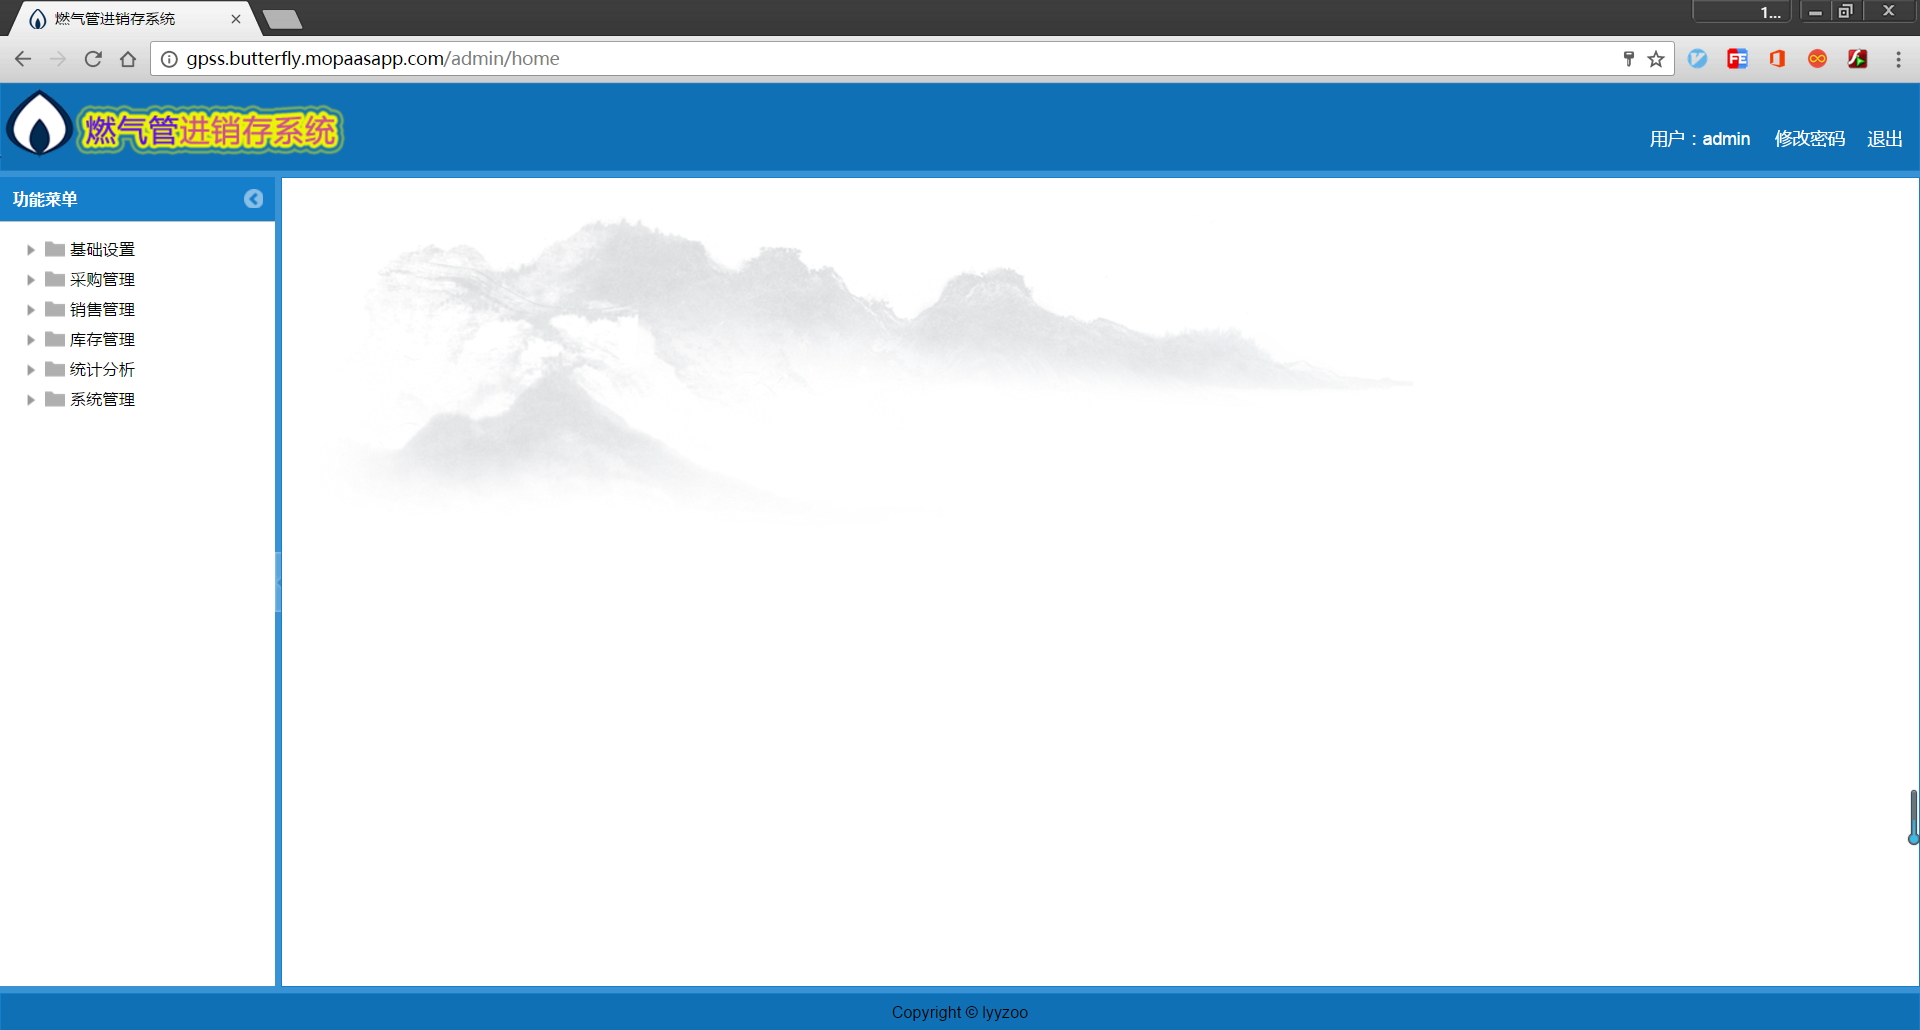 燃气管进销存系统
1...
gpss.butterfly.mopaasapp.com/admin/home
FE
燃气管进销存系统
用户：admin 修改密码 退出
功能菜单
基础设置
采购管理
销售管理
库存管理
统计分析
系统管理
Copyright © lyyzoo